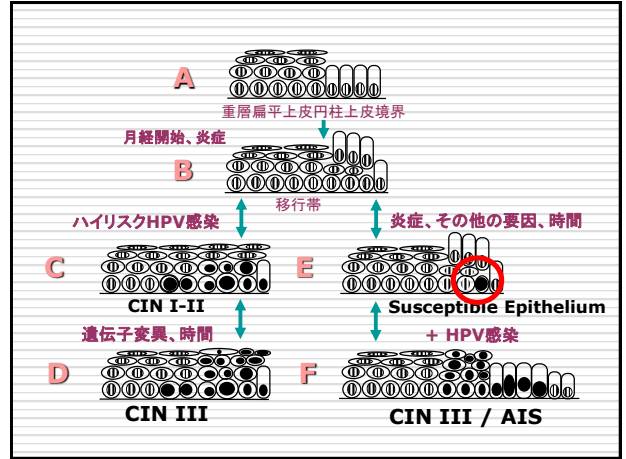 A
重層扁平上皮円柱上皮境界
月経開始、炎症
B
移行帯
ハイリスクHPV感染
炎症、その他の要因、時間
C
E
CIN I-II
Susceptible Epithelium
遺伝子変異、時間
+ HPV感染
D
F
CIN III
CIN III / AIS